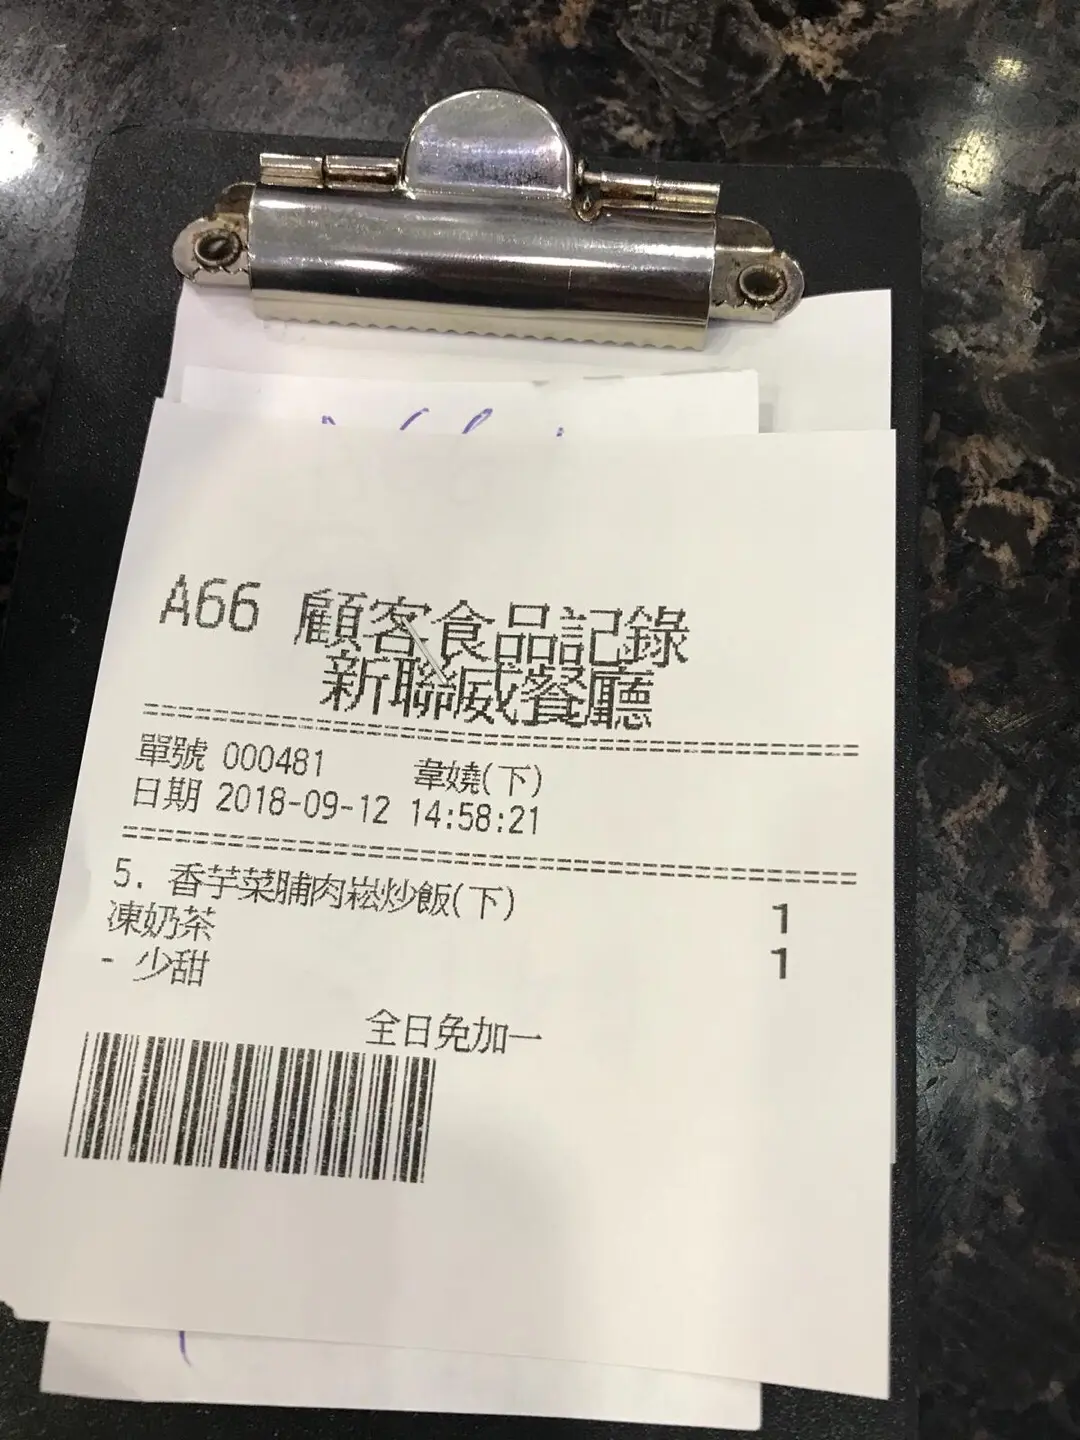 A66 顧客食品記錄
新聯威餐廳
單號 000481 韋嬈(下)
日期 2018-09-12 14:58:21
5. 香芋菜脯肉崧炒飯(下) 1
凍奶茶 1
- 少甜
全日免加一